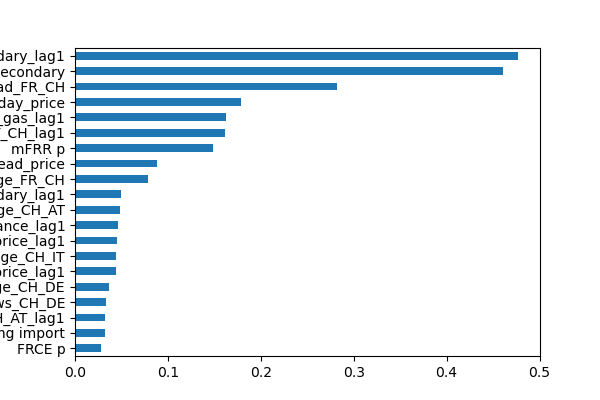 dary_lag1
econdary
ad_FR_CH
day_price
_gas_lag1
_CH_lag1
mFRR p
ead_price
ge_FR_CH
dary_lag1
ge_CH_AT
ance_lag1
price_lag1
ge_CH_IT
price_lag1
ge_CH_DE
ws_CH_DE
H_AT_lag1
ng import
FRCE p
0.0 0.1 0.2 0.3 0.4 0.5